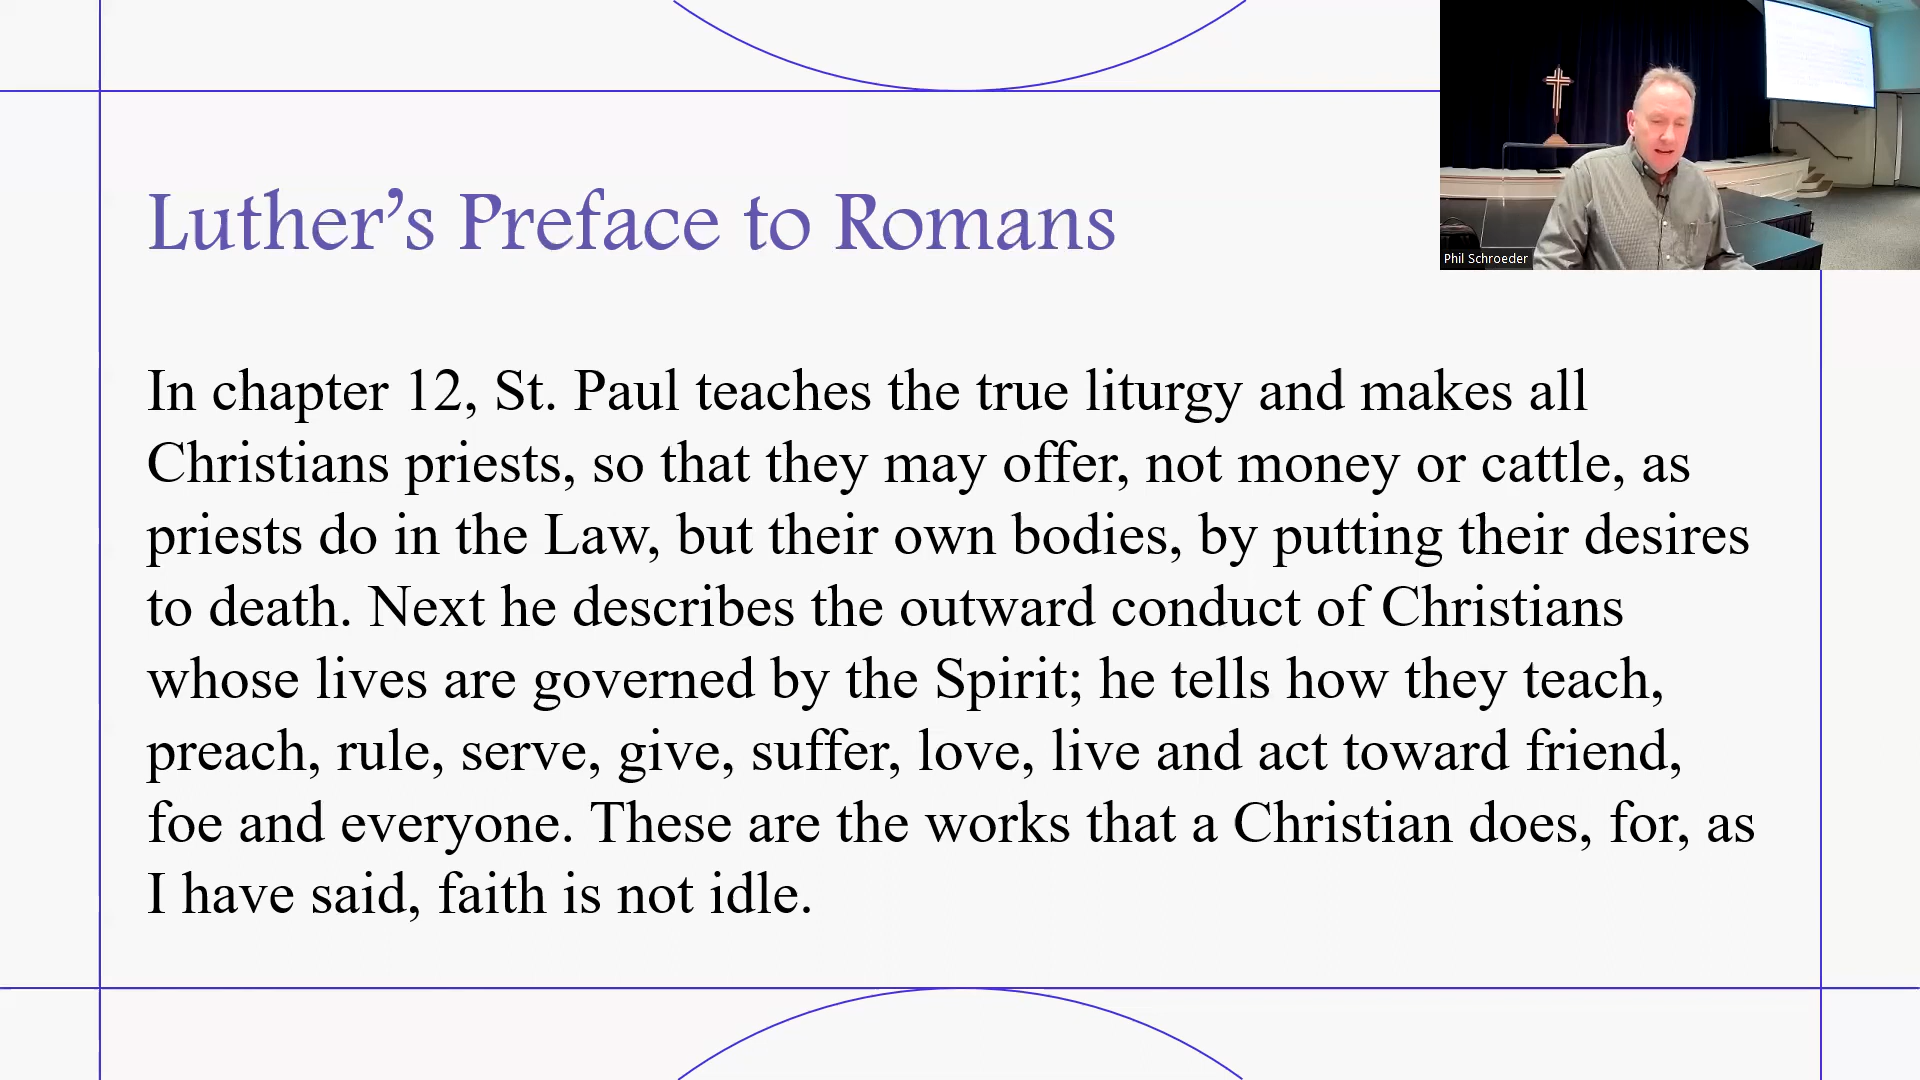 Luther’s Preface to Romans
In chapter 12, St. Paul teaches the true liturgy and makes all
Christians priests, so that they may offer, not money or cattle, as
priests do in the Law, but their own bodies, by putting their desires
to death. Next he describes the outward conduct of Christians
whose lives are governed by the Spirit; he tells how they teach,
preach, rule, serve, give, suffer, love, live and act toward friend,
foe and everyone. These are the works that a Christian does, for, as
I have said, faith is not idle.
Phil Schroeder